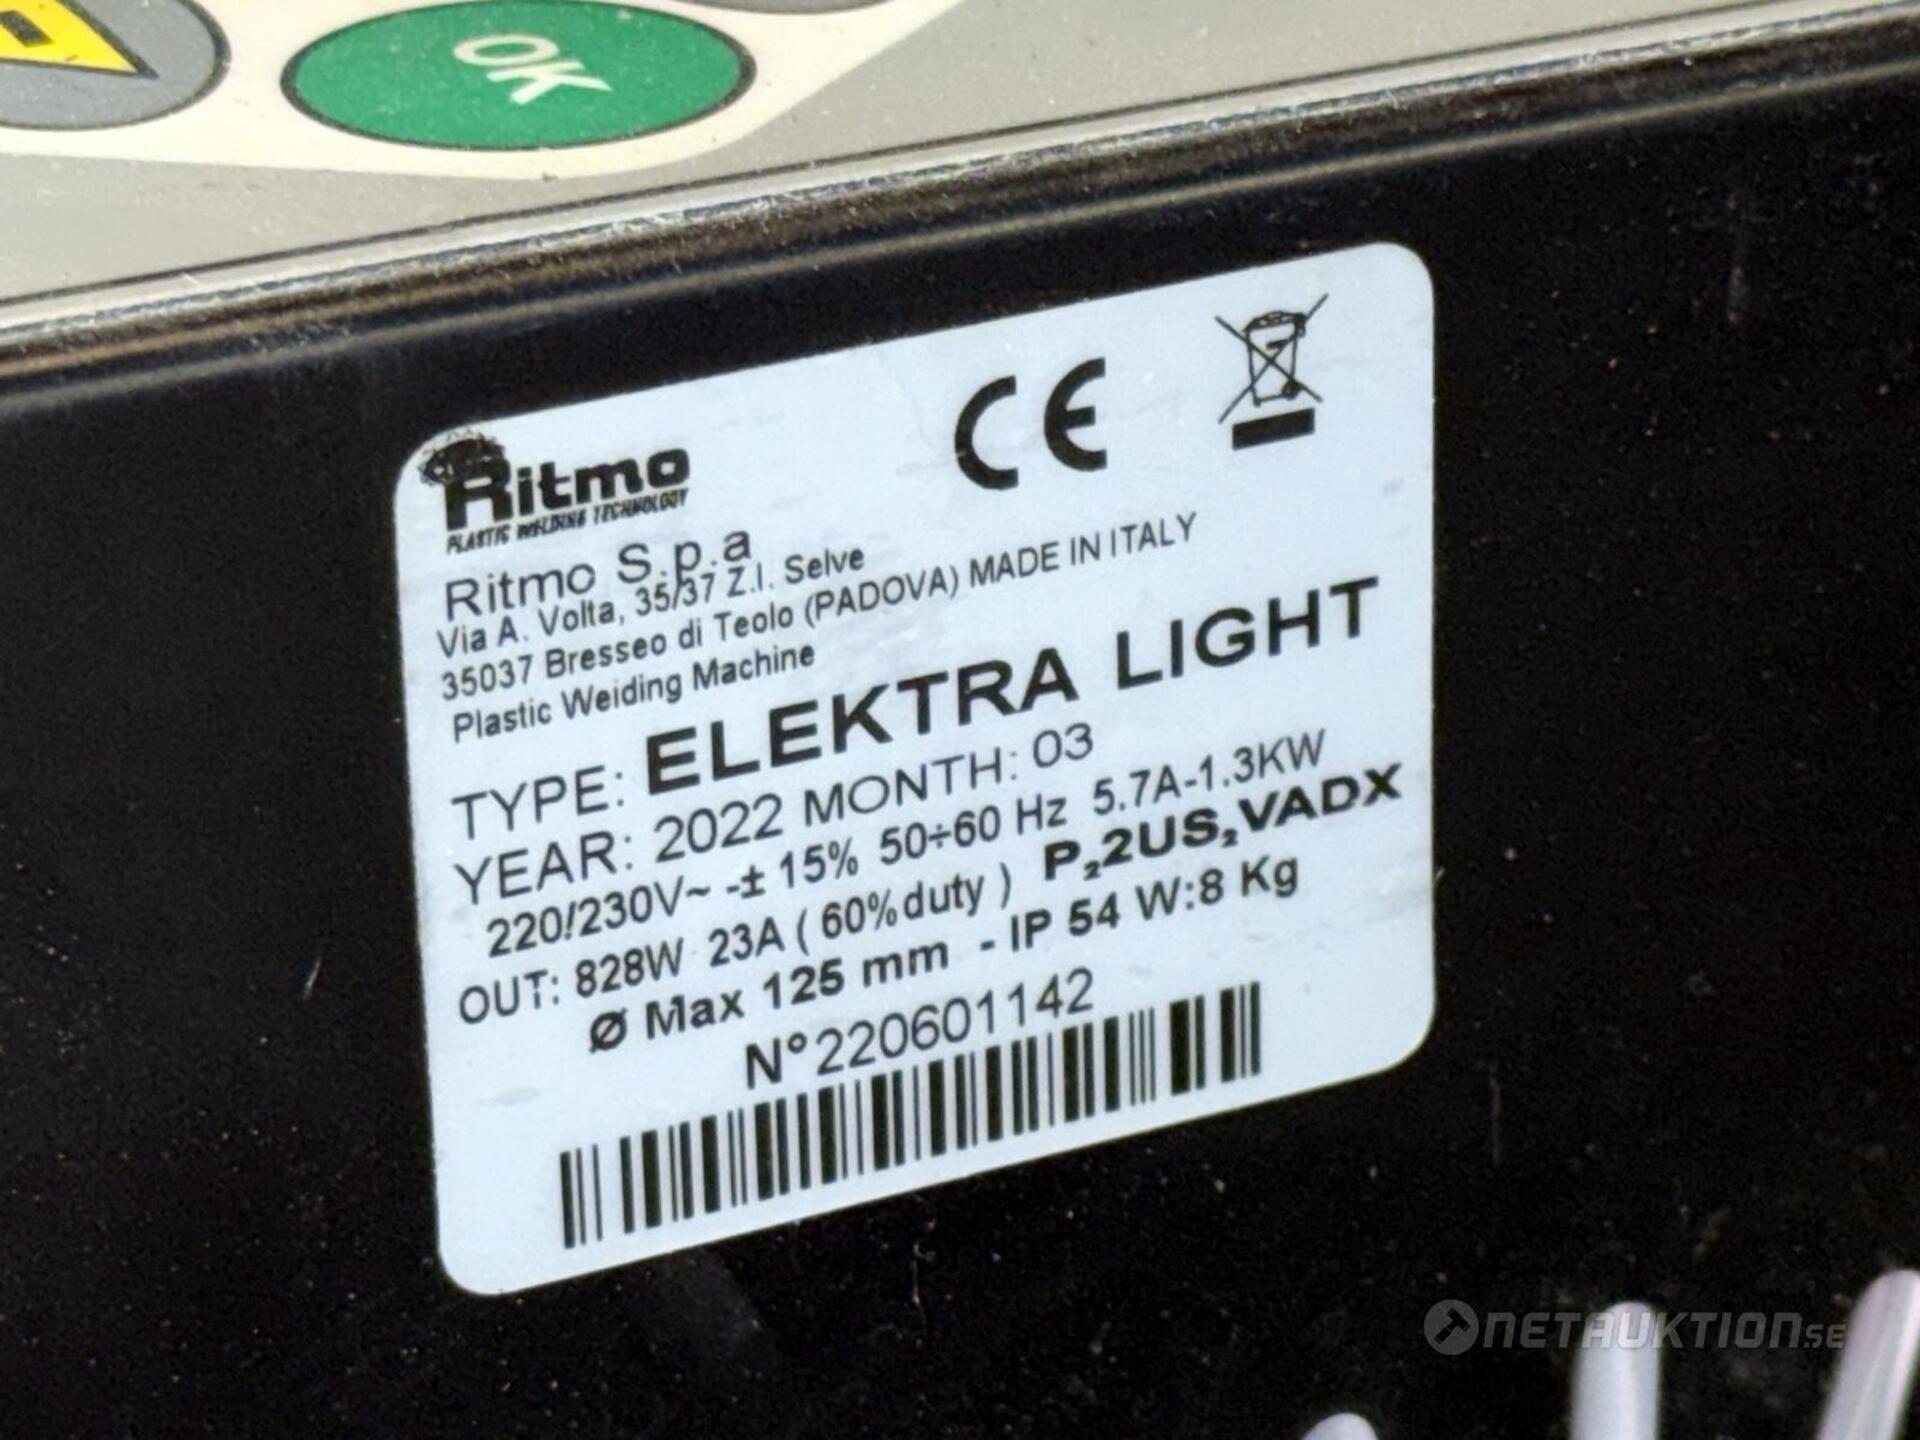 OK
CE
Ritmo
PLASTIC WELDING TECHNOLOGY
Ritmo S.p.a
Via A. Volta, 35/37 Z.I. Selve
35037 Bresseo di Teolo (PADOVA) MADE IN ITALY
Plastic Welding Machine
TYPE: ELEKTRA LIGHT
YEAR: 2022 MONTH: 03
220/230V~ -± 15% 50÷60 Hz 5.7A-1.3KW
OUT: 828W 23A ( 60%duty ) P₂2US₂VADX
Ø Max 125 mm - IP 54 W:8 Kg
N°220601142
NETAUKTION.SE